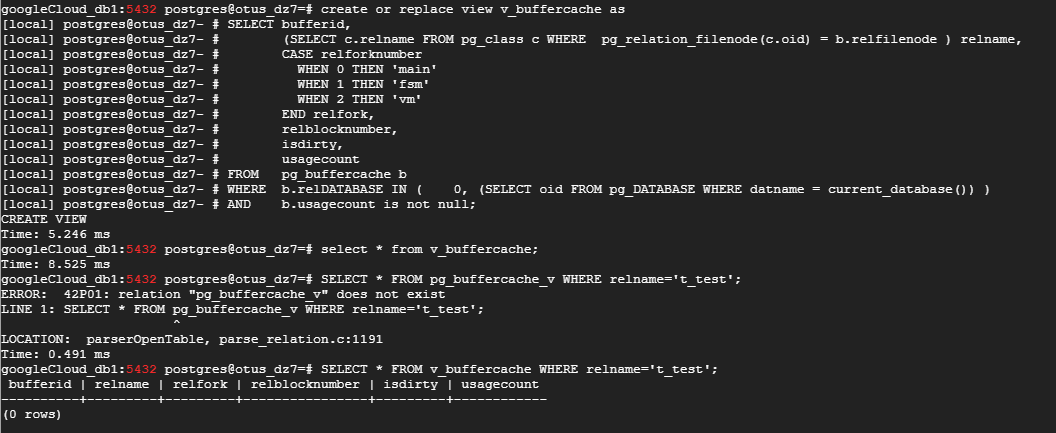 googleCloud_db1:5432 postgres@otus_dz7=# create or replace view v_buffercache as
[local] postgres@otus_dz7- # SELECT bufferid,
[local] postgres@otus_dz7- #        (SELECT c.relname FROM pg_class c WHERE  pg_relation_filenode(c.oid) = b.relfilenode ) relname,
[local] postgres@otus_dz7- #        CASE relforknumber
[local] postgres@otus_dz7- #          WHEN 0 THEN 'main'
[local] postgres@otus_dz7- #          WHEN 1 THEN 'fsm'
[local] postgres@otus_dz7- #          WHEN 2 THEN 'vm'
[local] postgres@otus_dz7- #        END relfork,
[local] postgres@otus_dz7- #        relblocknumber,
[local] postgres@otus_dz7- #        isdirty,
[local] postgres@otus_dz7- #        usagecount
[local] postgres@otus_dz7- # FROM   pg_buffercache b
[local] postgres@otus_dz7- # WHERE  b.relDATABASE IN (    0, (SELECT oid FROM pg_DATABASE WHERE datname = current_database()) )
[local] postgres@otus_dz7- # AND    b.usagecount is not null;
CREATE VIEW
Time: 5.246 ms
googleCloud_db1:5432 postgres@otus_dz7=# select * from v_buffercache;
Time: 8.525 ms
googleCloud_db1:5432 postgres@otus_dz7=# SELECT * FROM pg_buffercache_v WHERE relname='t_test';
ERROR:  42P01: relation "pg_buffercache_v" does not exist
LINE 1: SELECT * FROM pg_buffercache_v WHERE relname='t_test';
                      ^
LOCATION:  parserOpenTable, parse_relation.c:1191
Time: 0.491 ms
googleCloud_db1:5432 postgres@otus_dz7=# SELECT * FROM v_buffercache WHERE relname='t_test';
 bufferid | relname | relfork | relblocknumber | isdirty | usagecount
----------+---------+---------+----------------+---------+------------
(0 rows)